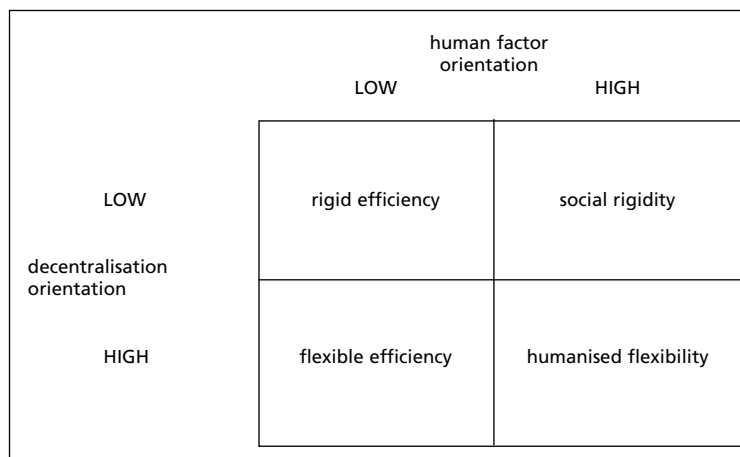 human factor
orientation
LOW HIGH
LOW rigid efficiency social rigidity
decentralisation
orientation
HIGH flexible efficiency humanised flexibility